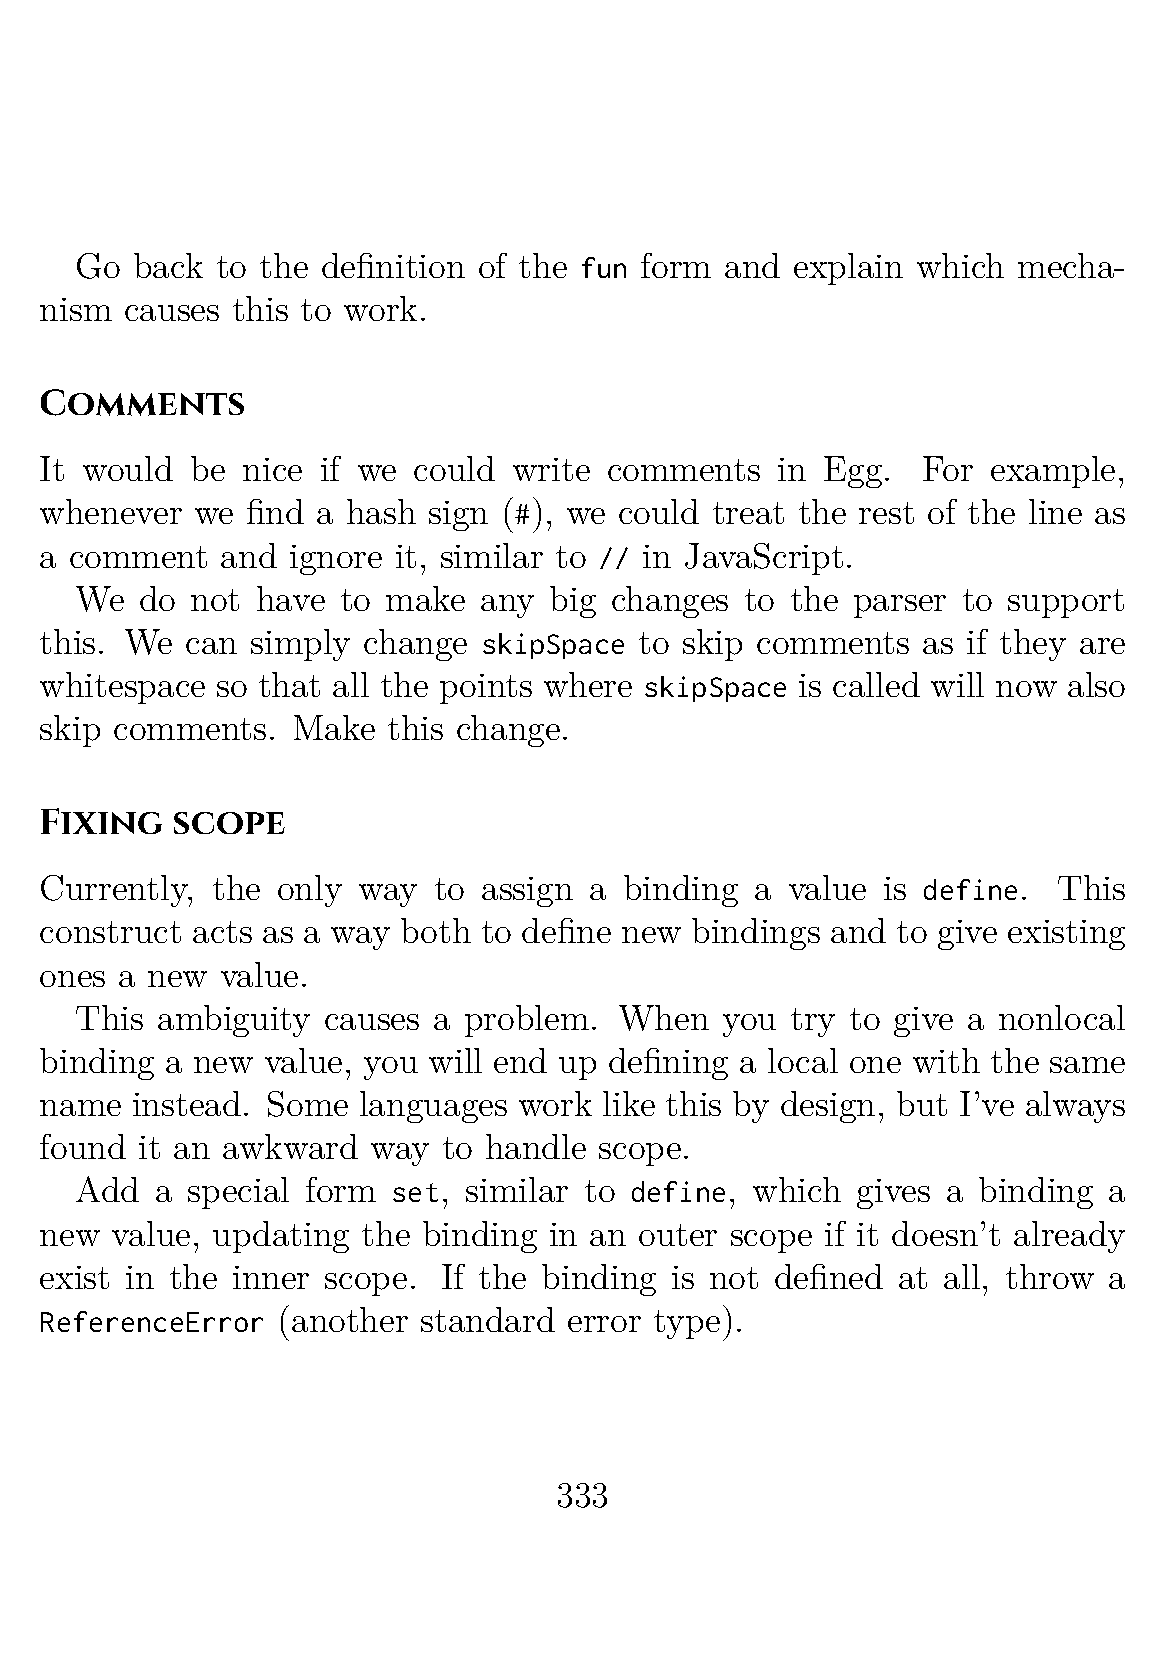 Go back to the definition of the fun form and explain which mecha-
nism causes this to work.
Comments
It would be nice if we could write comments in Egg. For example,
whenever we find a hash sign (#), we could treat the rest of the line as
a comment and ignore it, similar to // in JavaScript.
We do not have to make any big changes to the parser to support
this. We can simply change skipSpace to skip comments as if they are
whitespace so that all the points where skipSpace is called will now also
skip comments. Make this change.
Fixing scope
Currently, the only way to assign a binding a value is define. This
construct acts as a way both to define new bindings and to give existing
ones a new value.
This ambiguity causes a problem. When you try to give a nonlocal
binding a new value, you will end up defining a local one with the same
name instead. Some languages work like this by design, but I've always
found it an awkward way to handle scope.
Add a special form set, similar to define, which gives a binding a
new value, updating the binding in an outer scope if it doesn't already
exist in the inner scope. If the binding is not defined at all, throw a
ReferenceError (another standard error type).
333